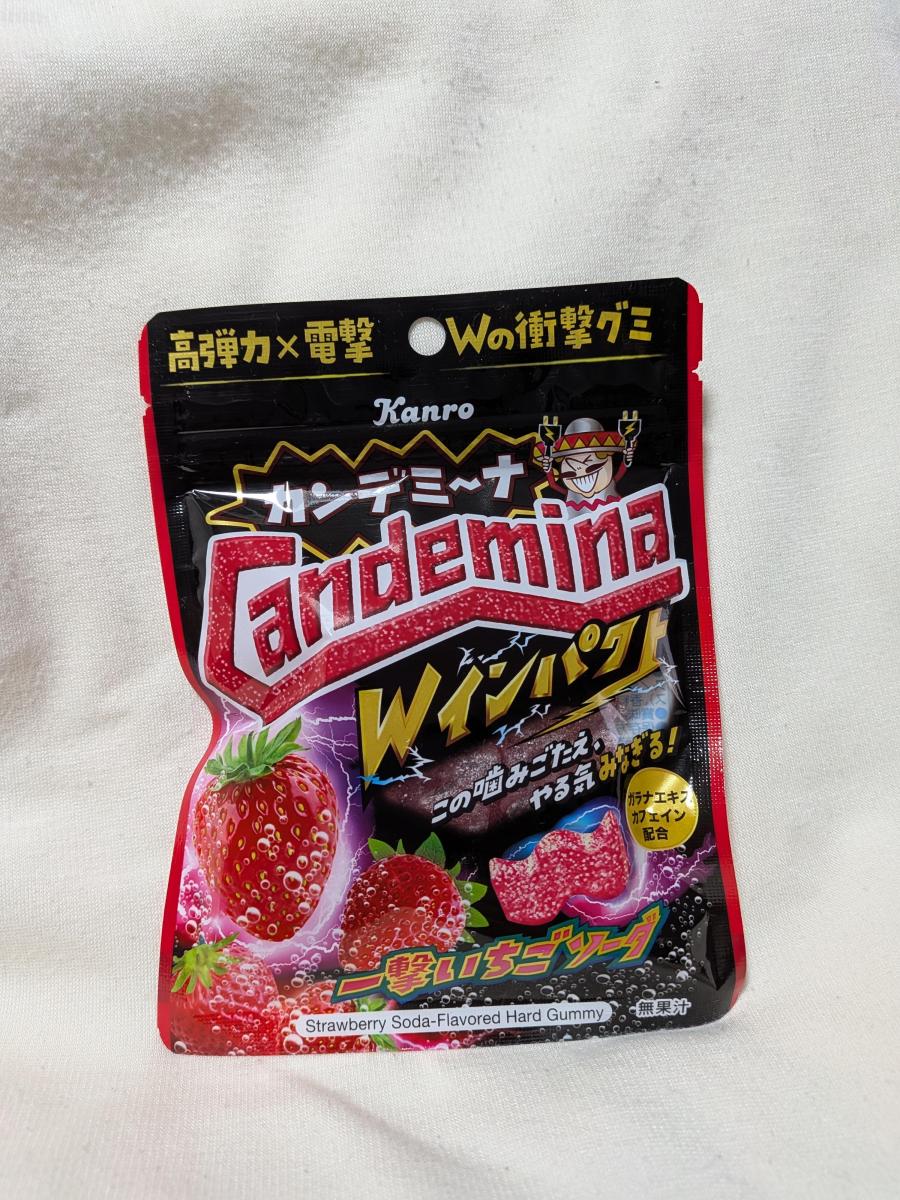 高弾力×電撃 Wの衝撃グミ
Kanro
カンデミ〜ナ
Candemina
Wインパクト
この噛みごたえ、
やる気みなぎる!
ガラナエキス
カフェイン
配合
一撃いちごソーダ
Strawberry Soda-Flavored Hard Gummy
無果汁